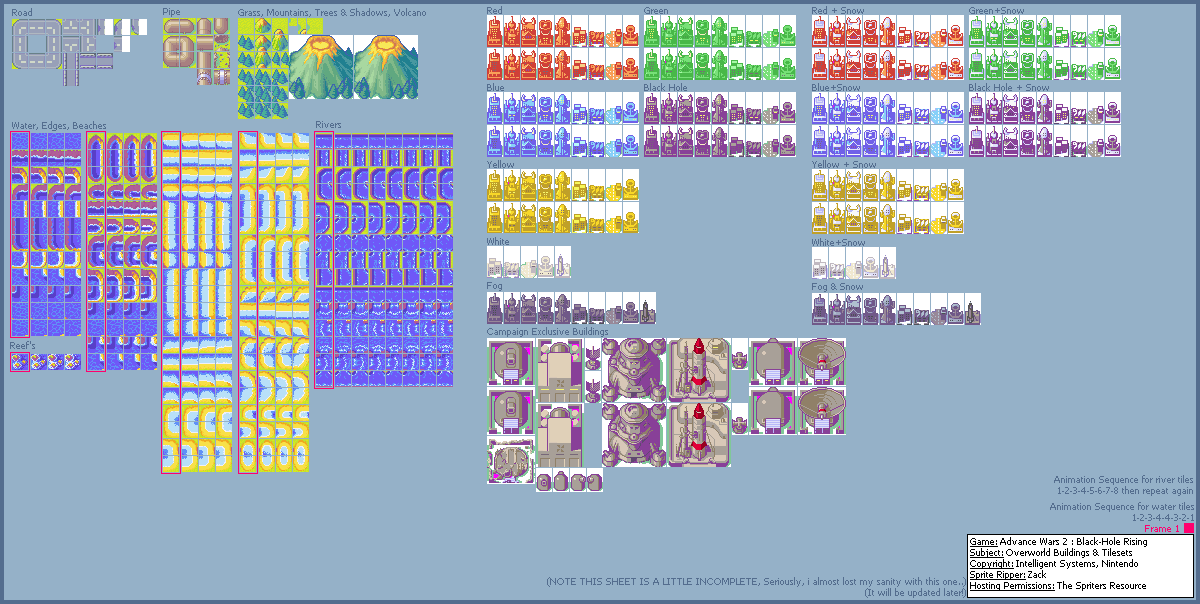 Road
Pipe
Grass, Mountains, Trees & Shadows, Volcano
Water, Edges, Beaches
Rivers
Reef's
Red
Green
Red + Snow
Green+Snow
Blue
Black Hole
Blue+Snow
Black Hole + Snow
Yellow
Yellow + Snow
White
White+Snow
Fog
Fog & Snow
Campaign Exclusive Buildings
Animation Sequence for river tiles
1-2-3-4-5-6-7-8 then repeat again
Animation Sequence for water tiles
1-2-3-4-4-3-2-1
Frame 1
Game: Advance Wars 2 : Black-Hole Rising
Subject: Overworld Buildings & Tilesets
Copyright: Intelligent Systems, Nintendo
Sprite Ripper: Zack
Hosting Permissions: The Spriters Resource
(NOTE THIS SHEET IS A LITTLE INCOMPLETE, Seriously, i almost lost my sanity with this one..)
(It will be updated later!)